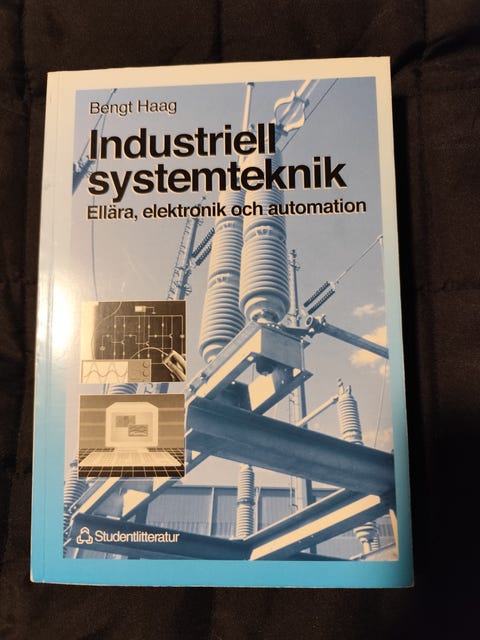 Bengt Haag
Industriell
systemteknik
Ellära, elektronik och automation
Studentlitteratur